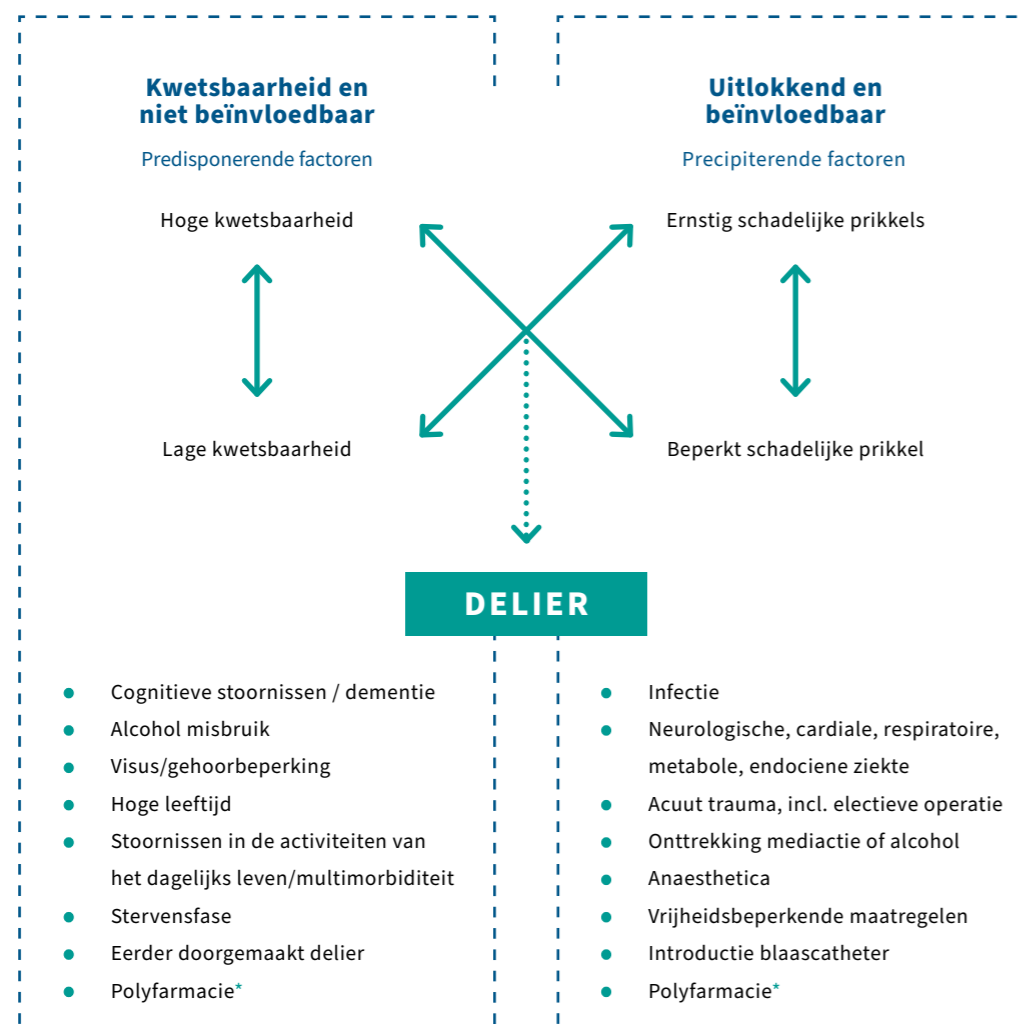 Kwetsbaarheid en
niet beïnvloedbaar
Predisponerende factoren
Hoge kwetsbaarheid
Lage kwetsbaarheid
Uitlokkend en
beïnvloedbaar
Precipiterende factoren
Ernstig schadelijke prikkels
Beperkt schadelijke prikkel
DELIER
Cognitieve stoornissen / dementie
Alcohol misbruik
Visus/gehoorbeperking
Hoge leeftijd
Stoornissen in de activiteiten van
het dagelijks leven/multimorbiditeit
Stervensfase
Eerder doorgemaakt delier
Polyfarmacie*
Infectie
Neurologische, cardiale, respiratoire,
metabole, endociene ziekte
Acuut trauma, incl. electieve operatie
Onttrekking mediactie of alcohol
Anaesthetica
Vrijheidsbeperkende maatregelen
Introductie blaascatheter
Polyfarmacie*